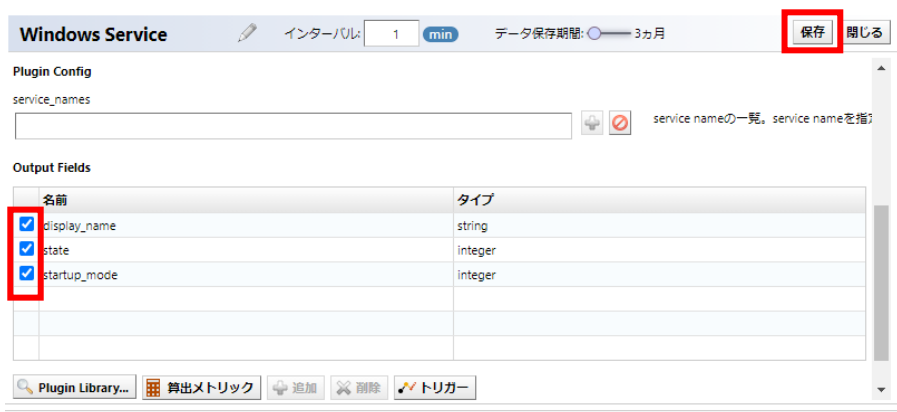 Windows Service インターバル: 1 min データ保存期間: 3ヵ月 保存 閉じる
Plugin Config
service_names
service nameの一覧。service nameを指
Output Fields
名前 タイプ
display_name string
state integer
startup_mode integer
Plugin Library... 算出メトリック 追加 削除 トリガー